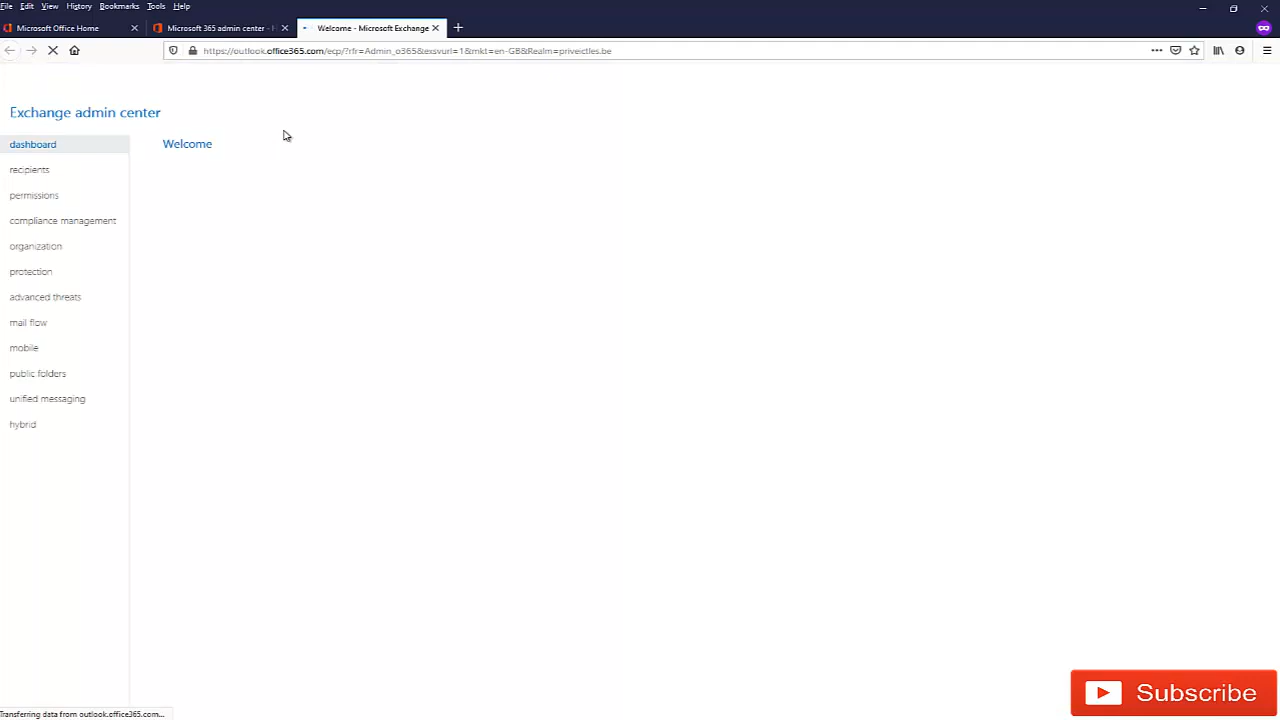 File Edit View History Bookmarks Tools Help
Microsoft Office Home
Microsoft 365 admin center -
Welcome - Microsoft Exchange
https://outlook.office365.com/ecp/?rfr=Admin_o365&exsvurl=1&mkt=en-GB&Realm=priveictles.be
Exchange admin center
dashboard
Welcome
recipients
permissions
compliance management
organization
protection
advanced threats
mail flow
mobile
public folders
unified messaging
hybrid
Subscribe
Transferring data from outlook.office365.com...